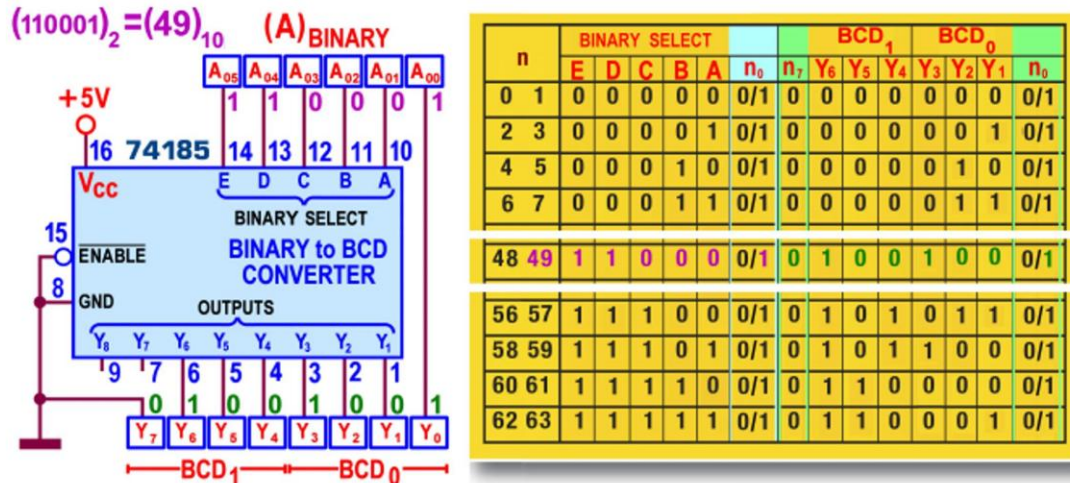 (110001)₂ =(49)₁₀
(A)BINARY
A₀₅ A₀₄ A₀₃ A₀₂ A₀₁ A₀₀
1 1 0 0 0 1
+5V
16 74185 14 13 12 11 10
VCC E D C B A
BINARY SELECT
15
ENABLE
BINARY to BCD
CONVERTER
8
GND
OUTPUTS
Y₈ Y₇ Y₆ Y₅ Y₄ Y₃ Y₂ Y₁
9 7 6 5 4 3 2 1
0 1 0 0 1 0 0 1
Y₇ Y₆ Y₅ Y₄ Y₃ Y₂ Y₁ Y₀
BCD₁ BCD₀
n BINARY SELECT BCD₁ BCD₀
E D C B A n₀ n₇ Y₆ Y₅ Y₄ Y₃ Y₂ Y₁ n₀
0 1 0 0 0 0 0 0/1 0 0 0 0 0 0 0 0/1
2 3 0 0 0 0 1 0/1 0 0 0 0 0 0 1 0/1
4 5 0 0 0 1 0 0/1 0 0 0 0 0 1 0 0/1
6 7 0 0 0 1 1 0/1 0 0 0 0 0 1 1 0/1
48 49 1 1 0 0 0 0/1 0 1 0 0 1 0 0 0/1
56 57 1 1 1 0 0 0/1 0 1 0 1 0 1 1 0/1
58 59 1 1 1 0 1 0/1 0 1 0 1 1 0 0 0/1
60 61 1 1 1 1 0 0/1 0 1 1 0 0 0 0 0/1
62 63 1 1 1 1 1 0/1 0 1 1 0 0 0 1 0/1